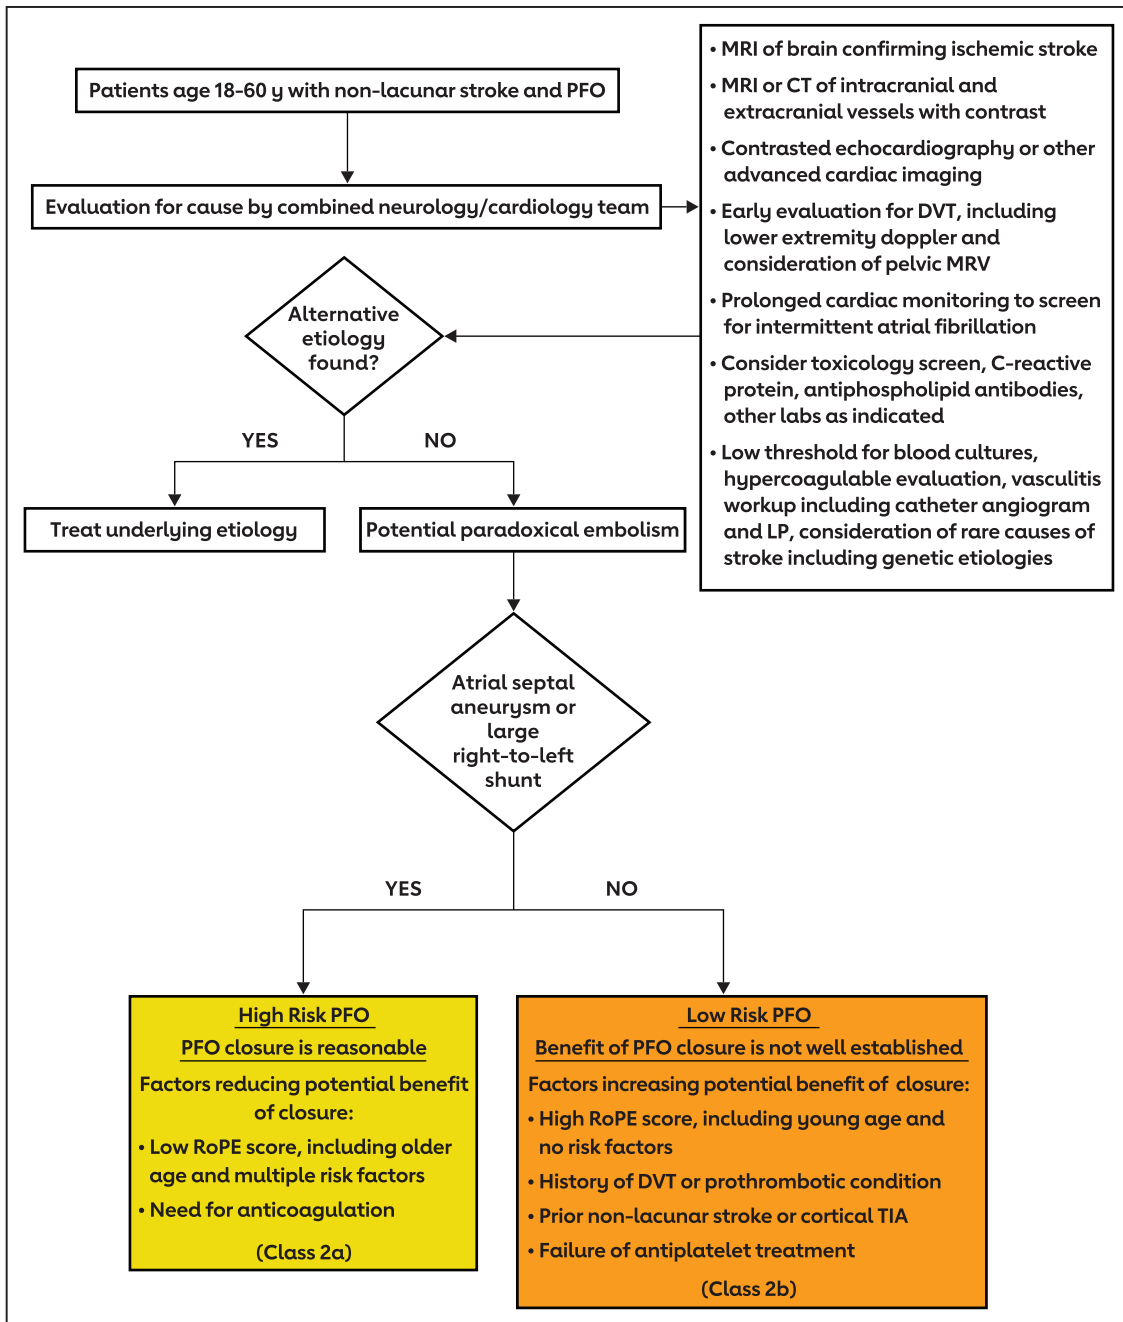 Patients age 18-60 y with non-lacunar stroke and PFO
Evaluation for cause by combined neurology/cardiology team
• MRI of brain confirming ischemic stroke
• MRI or CT of intracranial and
extracranial vessels with contrast
• Contrasted echocardiography or other
advanced cardiac imaging
• Early evaluation for DVT, including
lower extremity doppler and
consideration of pelvic MRV
• Prolonged cardiac monitoring to screen
for intermittent atrial fibrillation
• Consider toxicology screen, C-reactive
protein, antiphospholipid antibodies,
other labs as indicated
• Low threshold for blood cultures,
hypercoagulable evaluation, vasculitis
workup including catheter angiogram
and LP, consideration of rare causes of
stroke including genetic etiologies
Alternative
etiology
found?
YES
NO
Treat underlying etiology
Potential paradoxical embolism
Atrial septal
aneurysm or
large
right-to-left
shunt
YES
NO
High Risk PFO
PFO closure is reasonable
Factors reducing potential benefit
of closure:
• Low RoPE score, including older
age and multiple risk factors
• Need for anticoagulation
(Class 2a)
Low Risk PFO
Benefit of PFO closure is not well established
Factors increasing potential benefit of closure:
• High RoPE score, including young age and
no risk factors
• History of DVT or prothrombotic condition
• Prior non-lacunar stroke or cortical TIA
• Failure of antiplatelet treatment
(Class 2b)